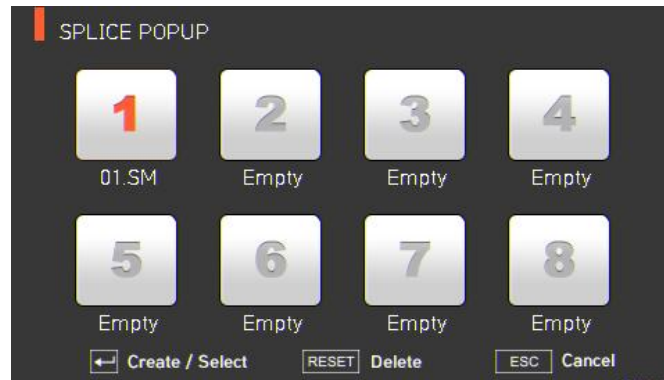 SPLICE POPUP
1 2 3 4
01.SM Empty Empty Empty
5 6 7 8
Empty Empty Empty Empty
Create / Select RESET Delete ESC Cancel